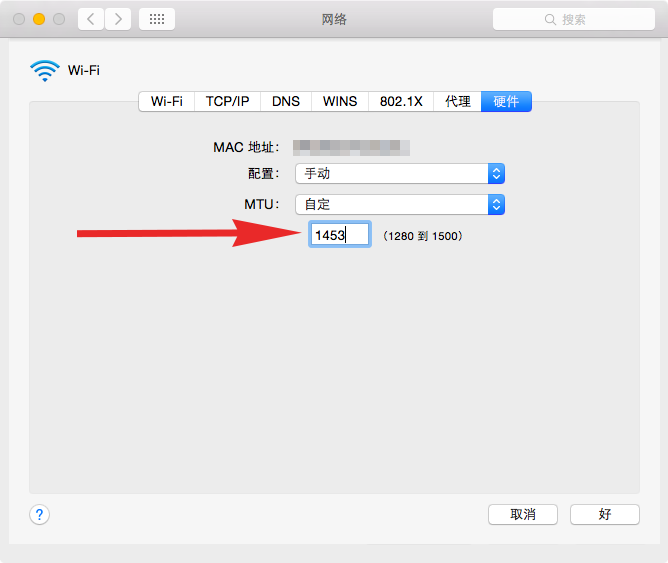 网络
搜索
Wi-Fi
Wi-Fi TCP/IP DNS WINS 802.1X 代理 硬件
MAC 地址:
配置: 手动
MTU: 自定
1453 (1280 到 1500)
? 取消 好